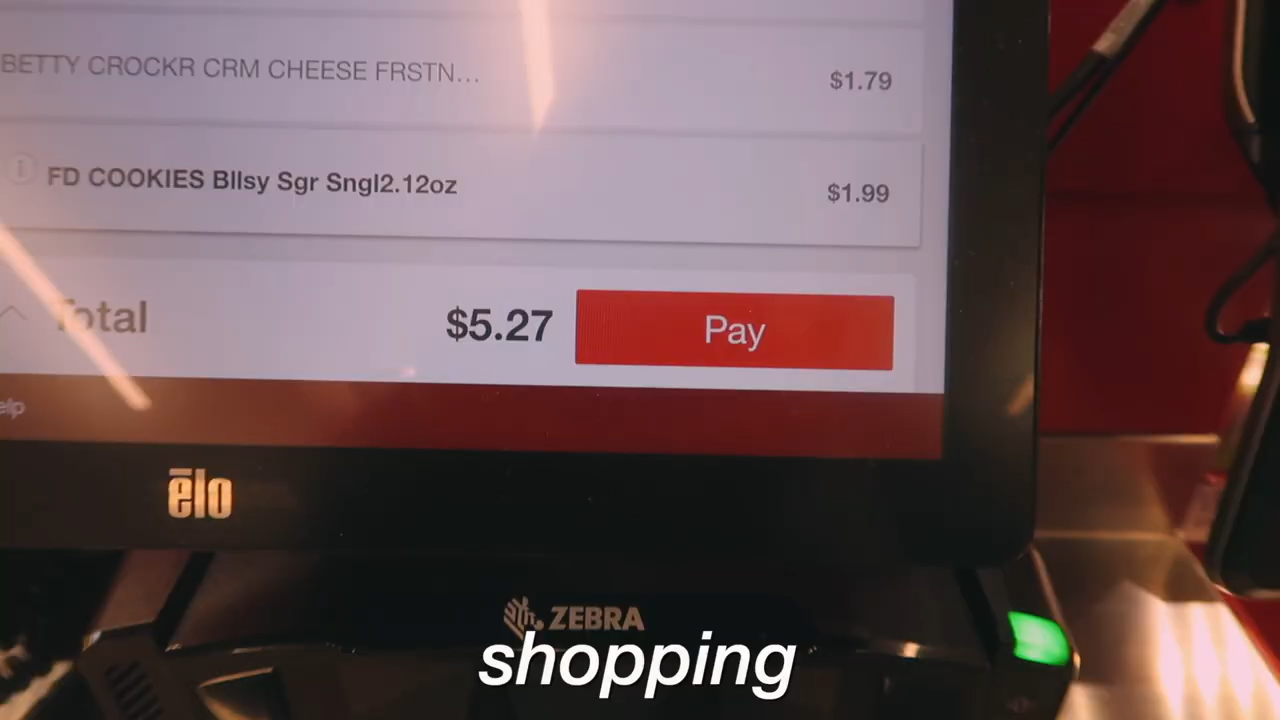 BETTY CROCKR CRM CHEESE FRSTN... $1.79
FD COOKIES Bllsy Sgr Sngl2.12oz $1.99
Total $5.27 Pay
elp
ēlo
ZEBRA
shopping